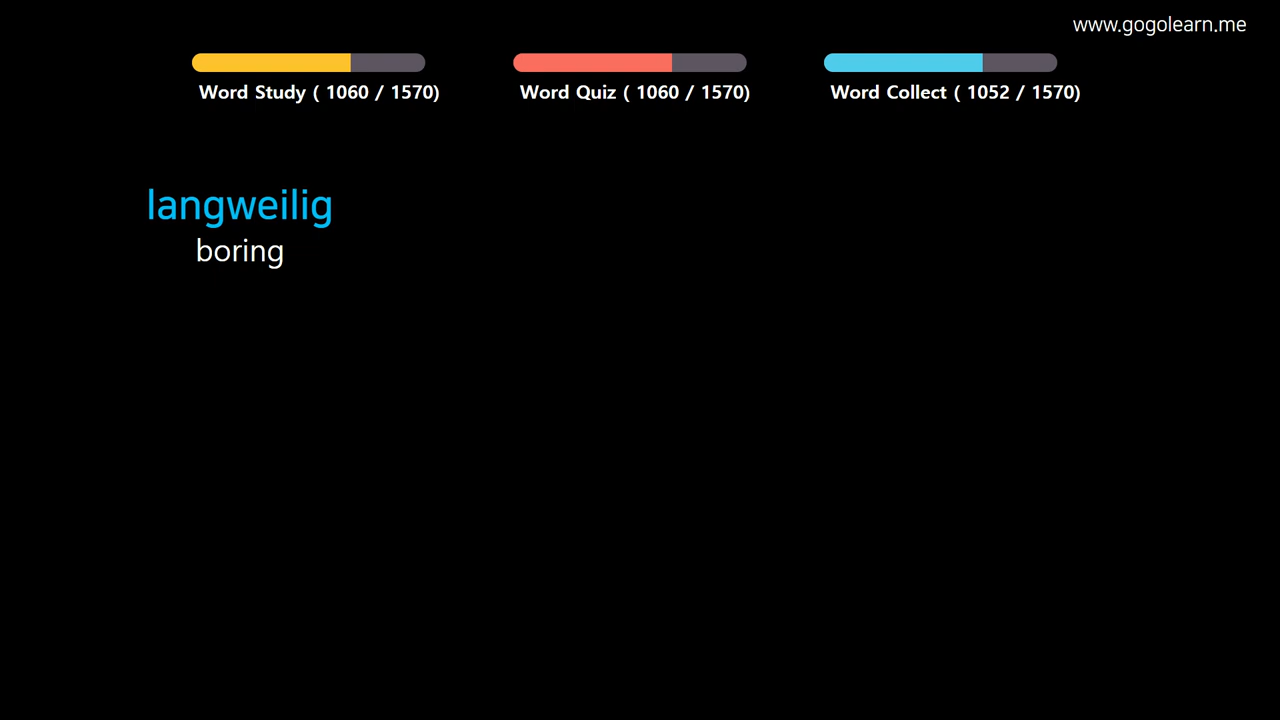 www.gogolearn.me
Word Study ( 1060 / 1570)
Word Quiz ( 1060 / 1570)
Word Collect ( 1052 / 1570)
langweilig
boring